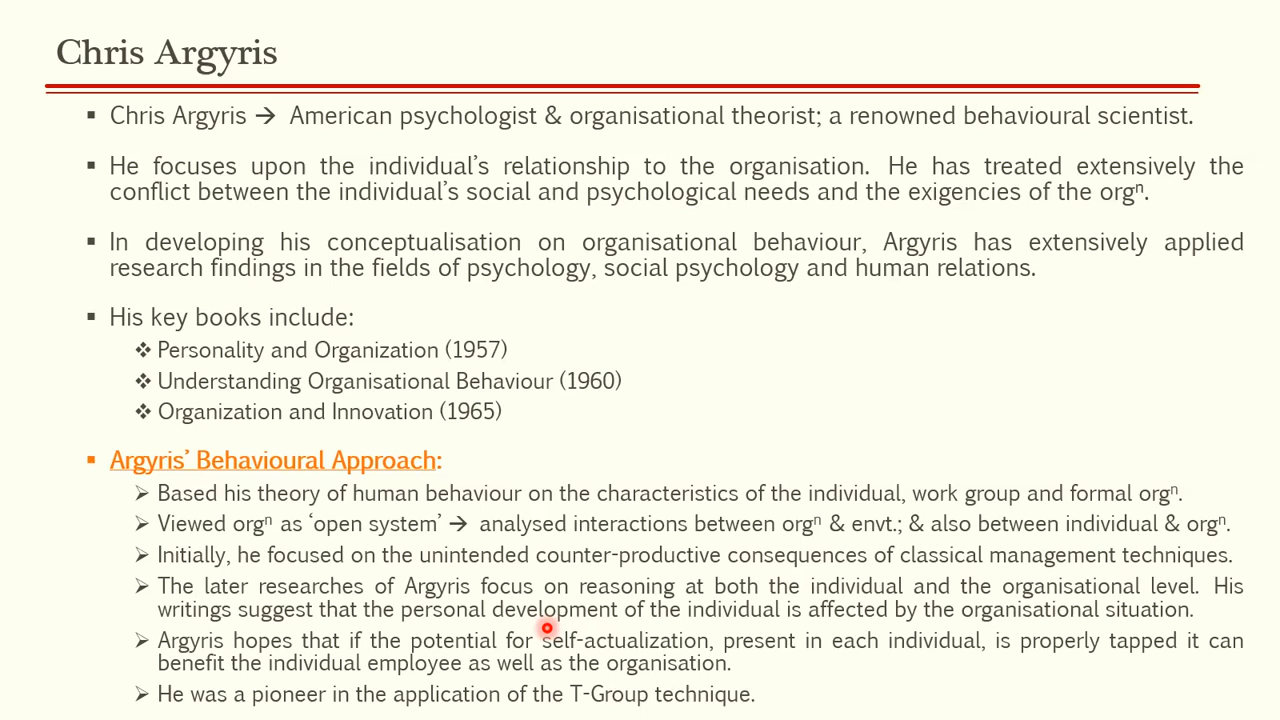 Chris Argyris
▪ Chris Argyris → American psychologist & organisational theorist; a renowned behavioural scientist.
▪ He focuses upon the individual’s relationship to the organisation. He has treated extensively the
conflict between the individual’s social and psychological needs and the exigencies of the orgⁿ.
▪ In developing his conceptualisation on organisational behaviour, Argyris has extensively applied
research findings in the fields of psychology, social psychology and human relations.
▪ His key books include:
❖ Personality and Organization (1957)
❖ Understanding Organisational Behaviour (1960)
❖ Organization and Innovation (1965)
▪ Argyris’ Behavioural Approach:
➢ Based his theory of human behaviour on the characteristics of the individual, work group and formal orgⁿ.
➢ Viewed orgⁿ as ‘open system’ → analysed interactions between orgⁿ & envt.; & also between individual & orgⁿ.
➢ Initially, he focused on the unintended counter-productive consequences of classical management techniques.
➢ The later researches of Argyris focus on reasoning at both the individual and the organisational level. His
writings suggest that the personal development of the individual is affected by the organisational situation.
➢ Argyris hopes that if the potential for self-actualization, present in each individual, is properly tapped it can
benefit the individual employee as well as the organisation.
➢ He was a pioneer in the application of the T-Group technique.